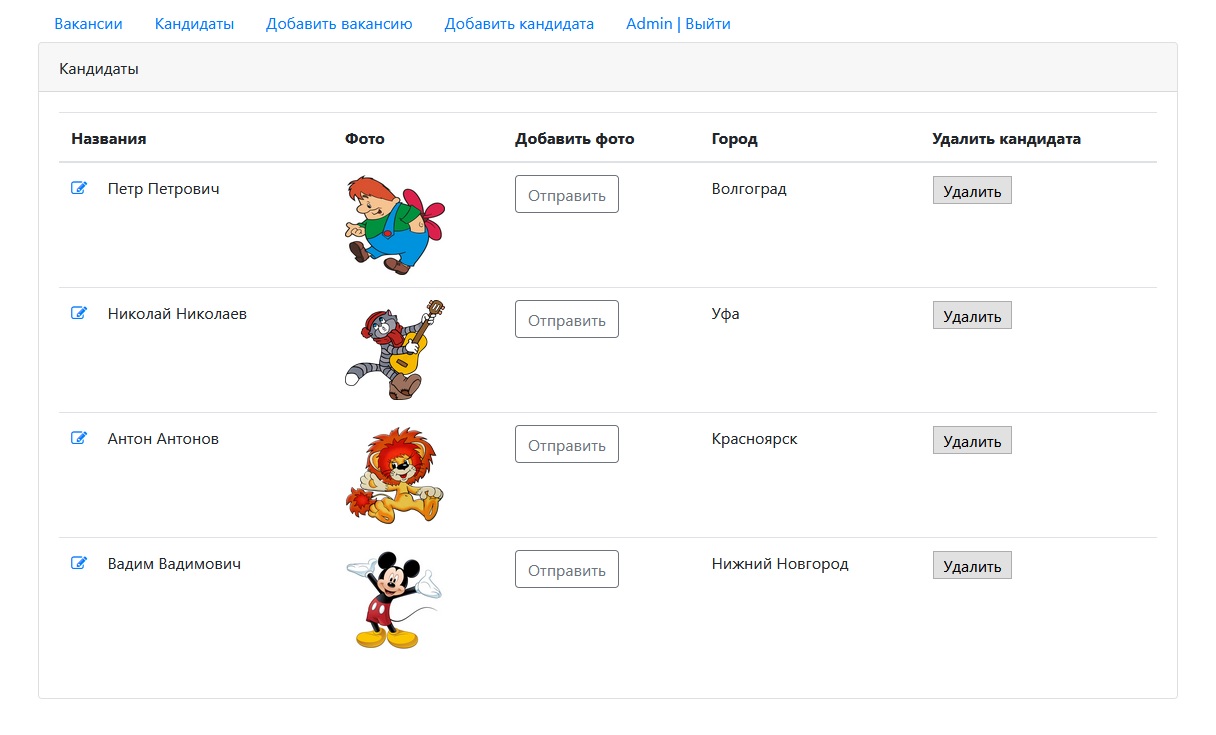 Вакансии Кандидаты Добавить вакансию Добавить кандидата Admin | Выйти
Кандидаты
Названия Фото Добавить фото Город Удалить кандидата
Петр Петрович Отправить Волгоград Удалить
Николай Николаев Отправить Уфа Удалить
Антон Антонов Отправить Красноярск Удалить
Вадим Вадимович Отправить Нижний Новгород Удалить